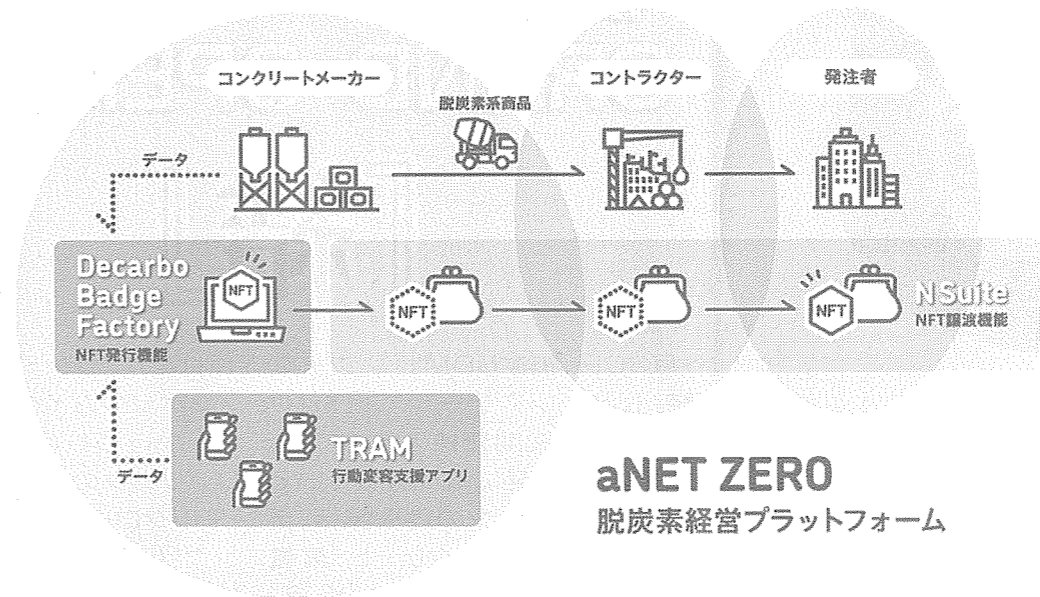 コンクリートメーカー
コントラクター
発注者
脱炭素系商品
データ
Decarbo
Badge
Factory
NFT発行機能
NFT
NFT
NFT
NFT
NSuite
NFT譲渡機能
TRAM
行動変容支援アプリ
データ
aNET ZERO
脱炭素経営プラットフォーム